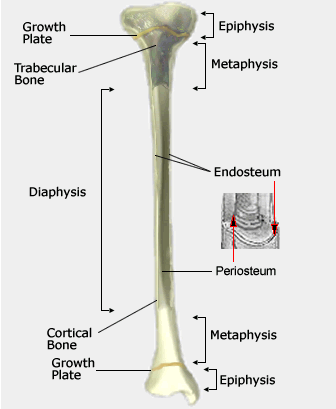 Growth
Plate
Epiphysis
Trabecular
Bone
Metaphysis
Diaphysis
Endosteum
Periosteum
Cortical
Bone
Metaphysis
Growth
Plate
Epiphysis